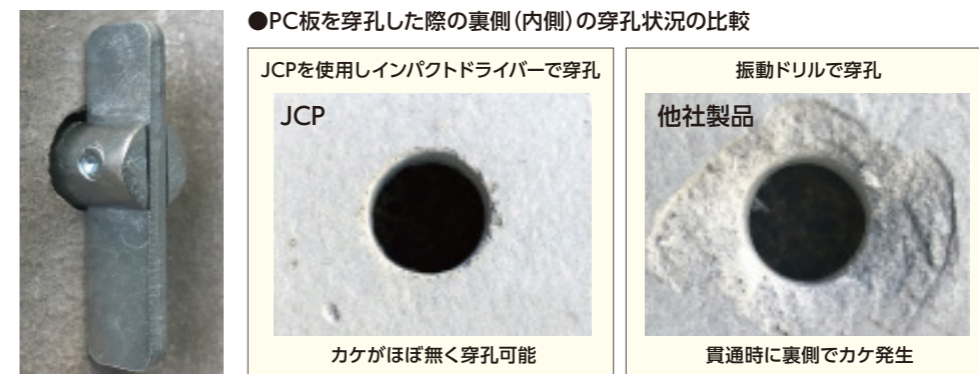 ●PC板を穿孔した際の裏側(内側)の穿孔状況の比較
JCPを使用しインパクトドライバーで穿孔
JCP
カケがほぼ無く穿孔可能
振動ドリルで穿孔
他社製品
貫通時に裏側でカケ発生